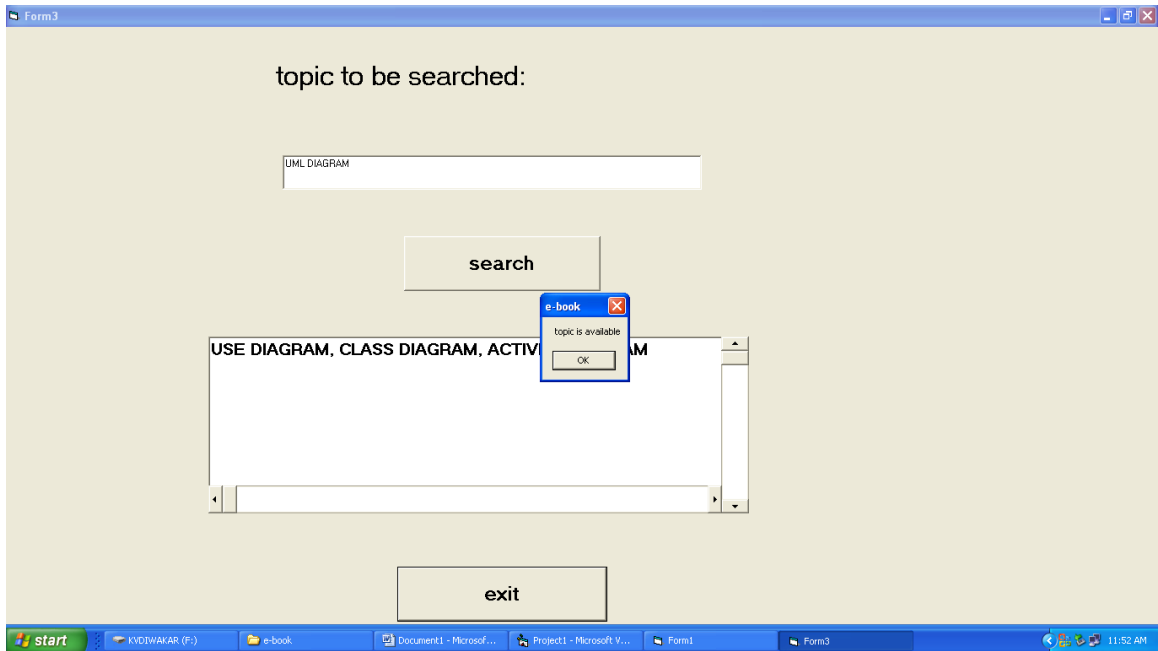 Form3
topic to be searched:
UML DIAGRAM
search
e-book
topic is available
OK
USE DIAGRAM, CLASS DIAGRAM, ACTIV AM
exit
start KVDIWAKAR (F:) e-book Document1 - Microsof... Project1 - Microsoft V... Form1 Form3 11:52 AM